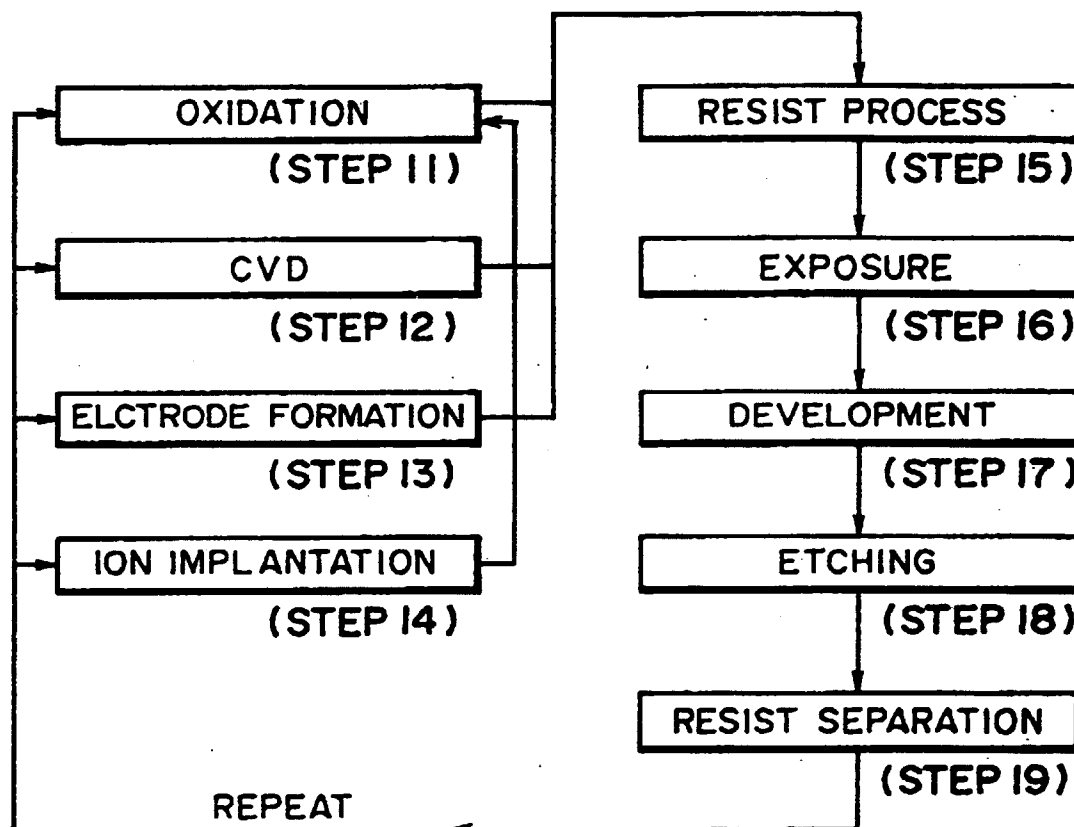 OXIDATION
(STEP 11)
CVD
(STEP 12)
ELCTRODE FORMATION
(STEP 13)
ION IMPLANTATION
(STEP 14)
REPEAT
RESIST PROCESS
(STEP 15)
EXPOSURE
(STEP 16)
DEVELOPMENT
(STEP 17)
ETCHING
(STEP 18)
RESIST SEPARATION
(STEP 19)